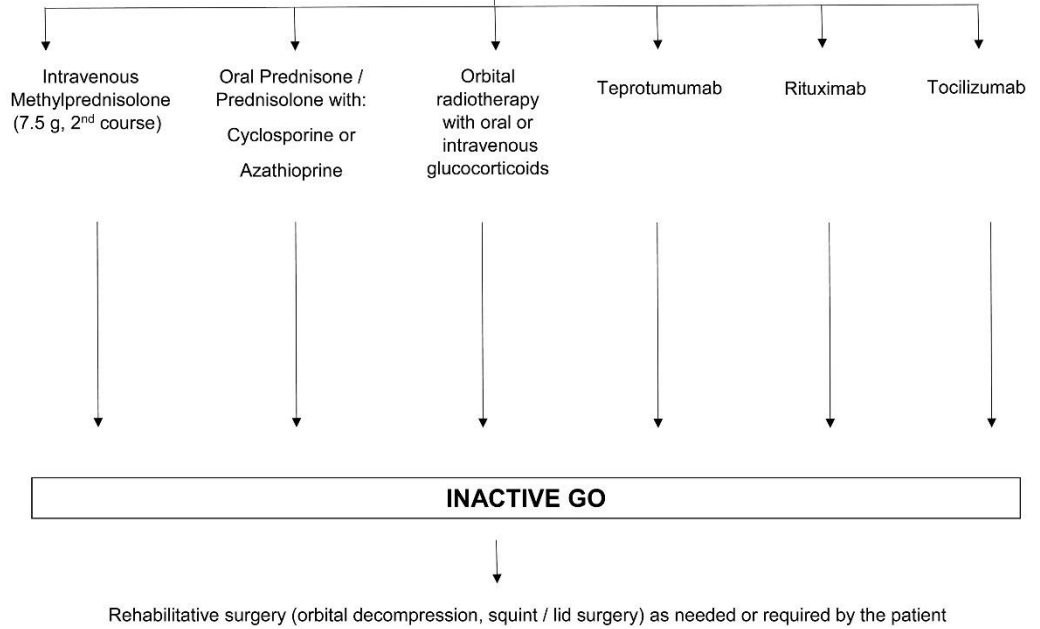 Intravenous
Methylprednisolone
(7.5 g, 2nd course)
Oral Prednisone /
Prednisolone with:
Cyclosporine or
Azathioprine
Orbital
radiotherapy
with oral or
intravenous
glucocorticoids
Teprotumumab
Rituximab
Tocilizumab
INACTIVE GO
Rehabilitative surgery (orbital decompression, squint / lid surgery) as needed or required by the patient